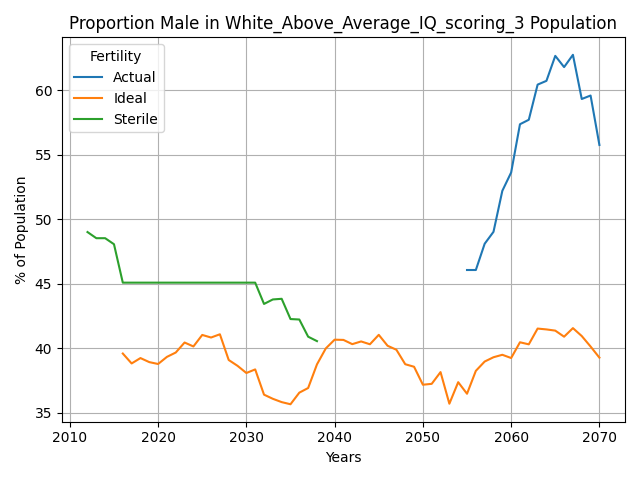 Proportion Male in White_Above_Average_IQ_scoring_3 Population
Fertility
Actual
Ideal
Sterile
% of Population
60
55
50
45
40
35
2010 2020 2030 2040 2050 2060 2070
Years